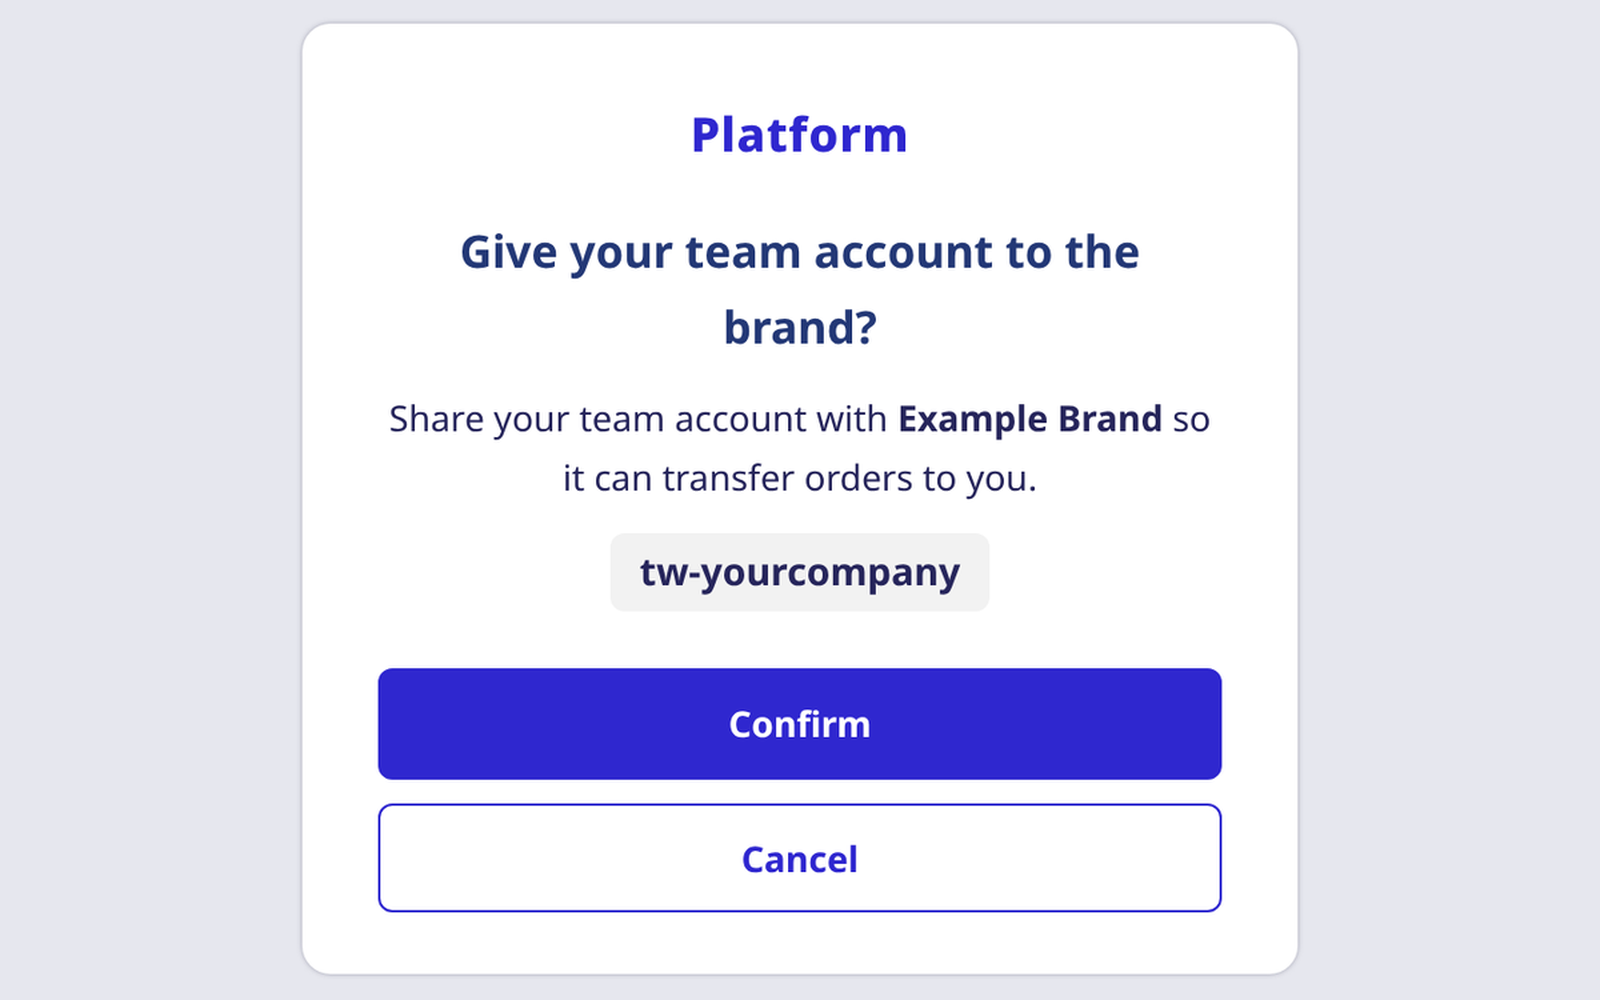 Platform
Give your team account to the
brand?
Share your team account with Example Brand so
it can transfer orders to you.
tw-yourcompany
Confirm
Cancel